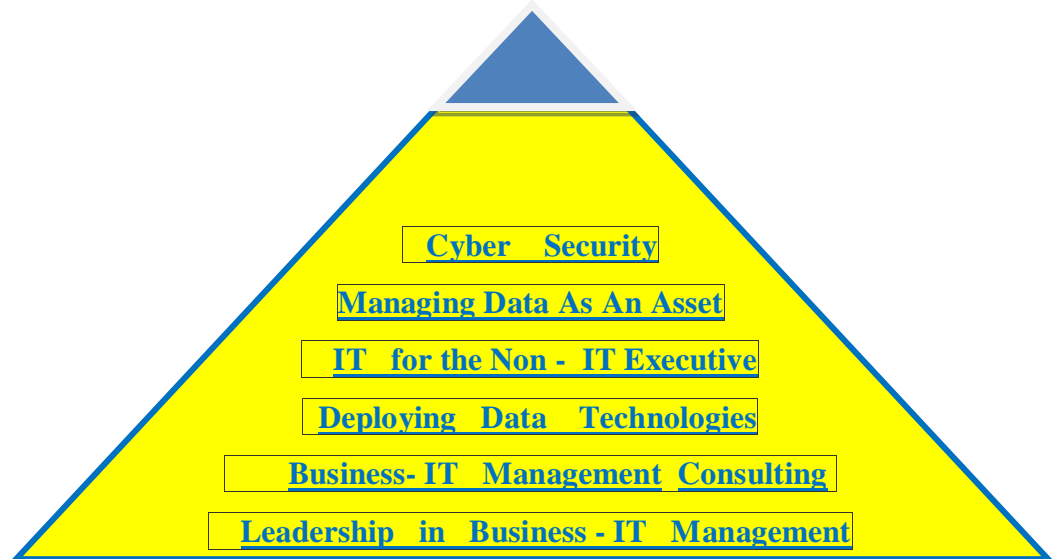 Cyber Security
Managing Data As An Asset
IT for the Non - IT Executive
Deploying Data Technologies
Business- IT Management Consulting
Leadership in Business - IT Management